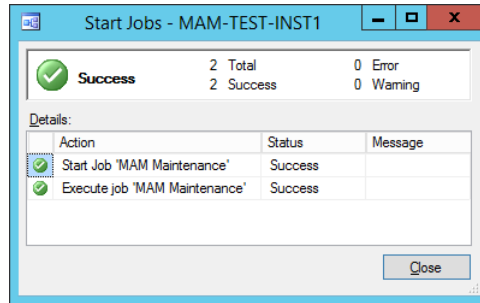 Start Jobs - MAM-TEST-INST1
Success
2 Total 0 Error
2 Success 0 Warning
Details:
Action Status Message
Start Job 'MAM Maintenance' Success
Execute job 'MAM Maintenance' Success
Close